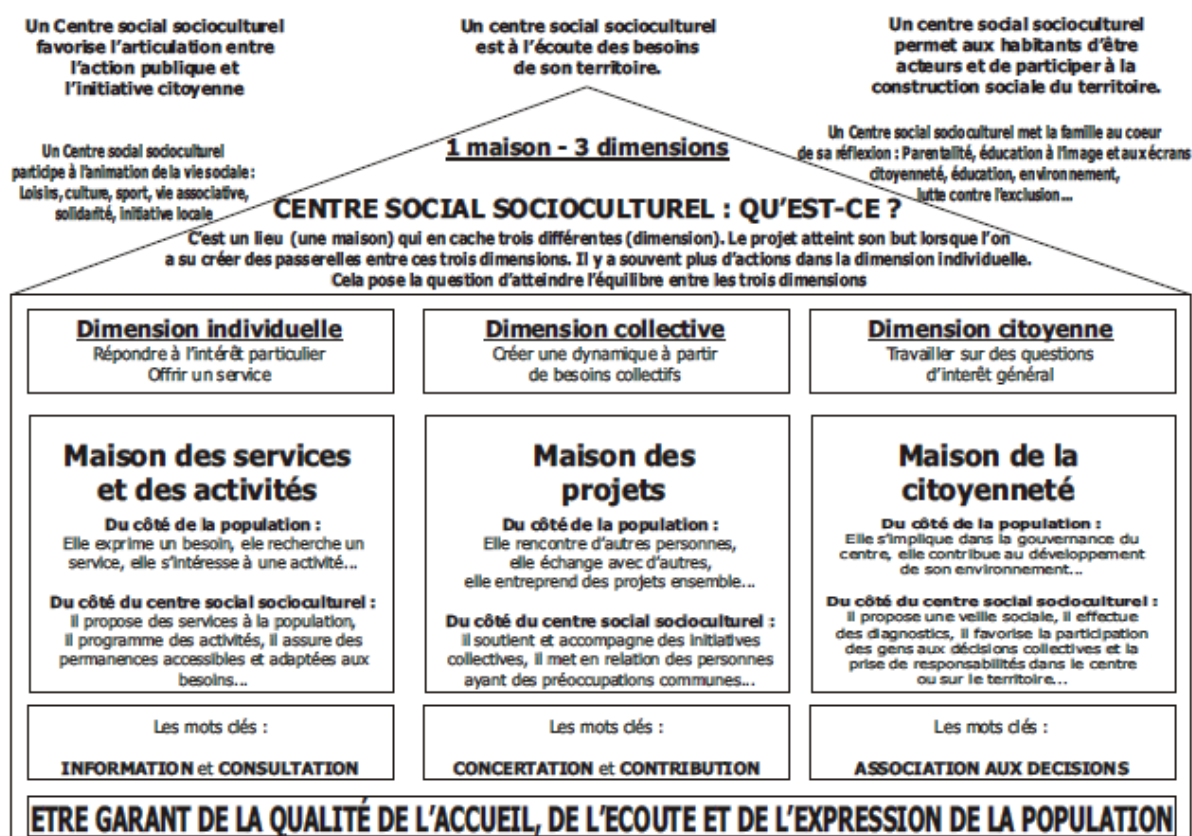 Un Centre social socioculturel
favorise l'articulation entre
l'action publique et
l'initiative citoyenne
Un centre social socioculturel
est à l'écoute des besoins
de son territoire.
Un centre social socioculturel
permet aux habitants d'être
acteurs et de participer à la
construction sociale du territoire.
Un Centre social socioculturel
participe à l'animation de la vie sociale :
Loisirs, culture, sport, vie associative,
solidarité, initiative locale
1 maison - 3 dimensions
Un Centre social socioculturel met la famille au coeur
de sa réflexion : Parentalité, éducation à l'image et aux écrans
citoyenneté, éducation, environnement,
lutte contre l'exclusion...
CENTRE SOCIAL SOCIOCULTUREL : QU'EST-CE ?
C'est un lieu (une maison) qui en cache trois différentes (dimension). Le projet atteint son but lorsque l'on
a su créer des passerelles entre ces trois dimensions. Il y a souvent plus d'actions dans la dimension individuelle.
Cela pose la question d'atteindre l'équilibre entre les trois dimensions
Dimension individuelle
Répondre à l'intérêt particulier
Offrir un service
Dimension collective
Créer une dynamique à partir
de besoins collectifs
Dimension citoyenne
Travailler sur des questions
d'interêt général
Maison des services
et des activités
Du côté de la population :
Elle exprime un besoin, ele recherche un
service, elle s'intéresse à une activité...
Du côté du centre social socioculturel :
il propose des services à la population,
il programme des activités, il assure des
permanences accessibles et adaptées aux
besoins...
Maison des
projets
Du côté de la population :
Elle rencontre d'autres personnes,
elle échange avec d'autres,
elle entreprend des projets ensemble...
Du côté du centre social socioculturel :
il soutient et accompagne des initiatives
collectives, il met en relation des personnes
ayant des préoccupations communes...
Maison de la
citoyenneté
Du côté de la population :
Elle s'implique dans la gouvernance du
centre, elle contribue au développement
de son environnement...
Du côté du centre social socioculturel :
il propose une veille sociale, il effectue
des diagnostics, il favorise la participation
des gens aux décisions collectives et la
prise de responsabilités dans le centre
ou sur le territoire...
Les mots clés :
INFORMATION et CONSULTATION
Les mots clés :
CONCERTATION et CONTRIBUTION
Les mots clés :
ASSOCIATION AUX DECISIONS
ETRE GARANT DE LA QUALITÉ DE L'ACCUEIL, DE L'ECOUTE ET DE L'EXPRESSION DE LA POPULATION